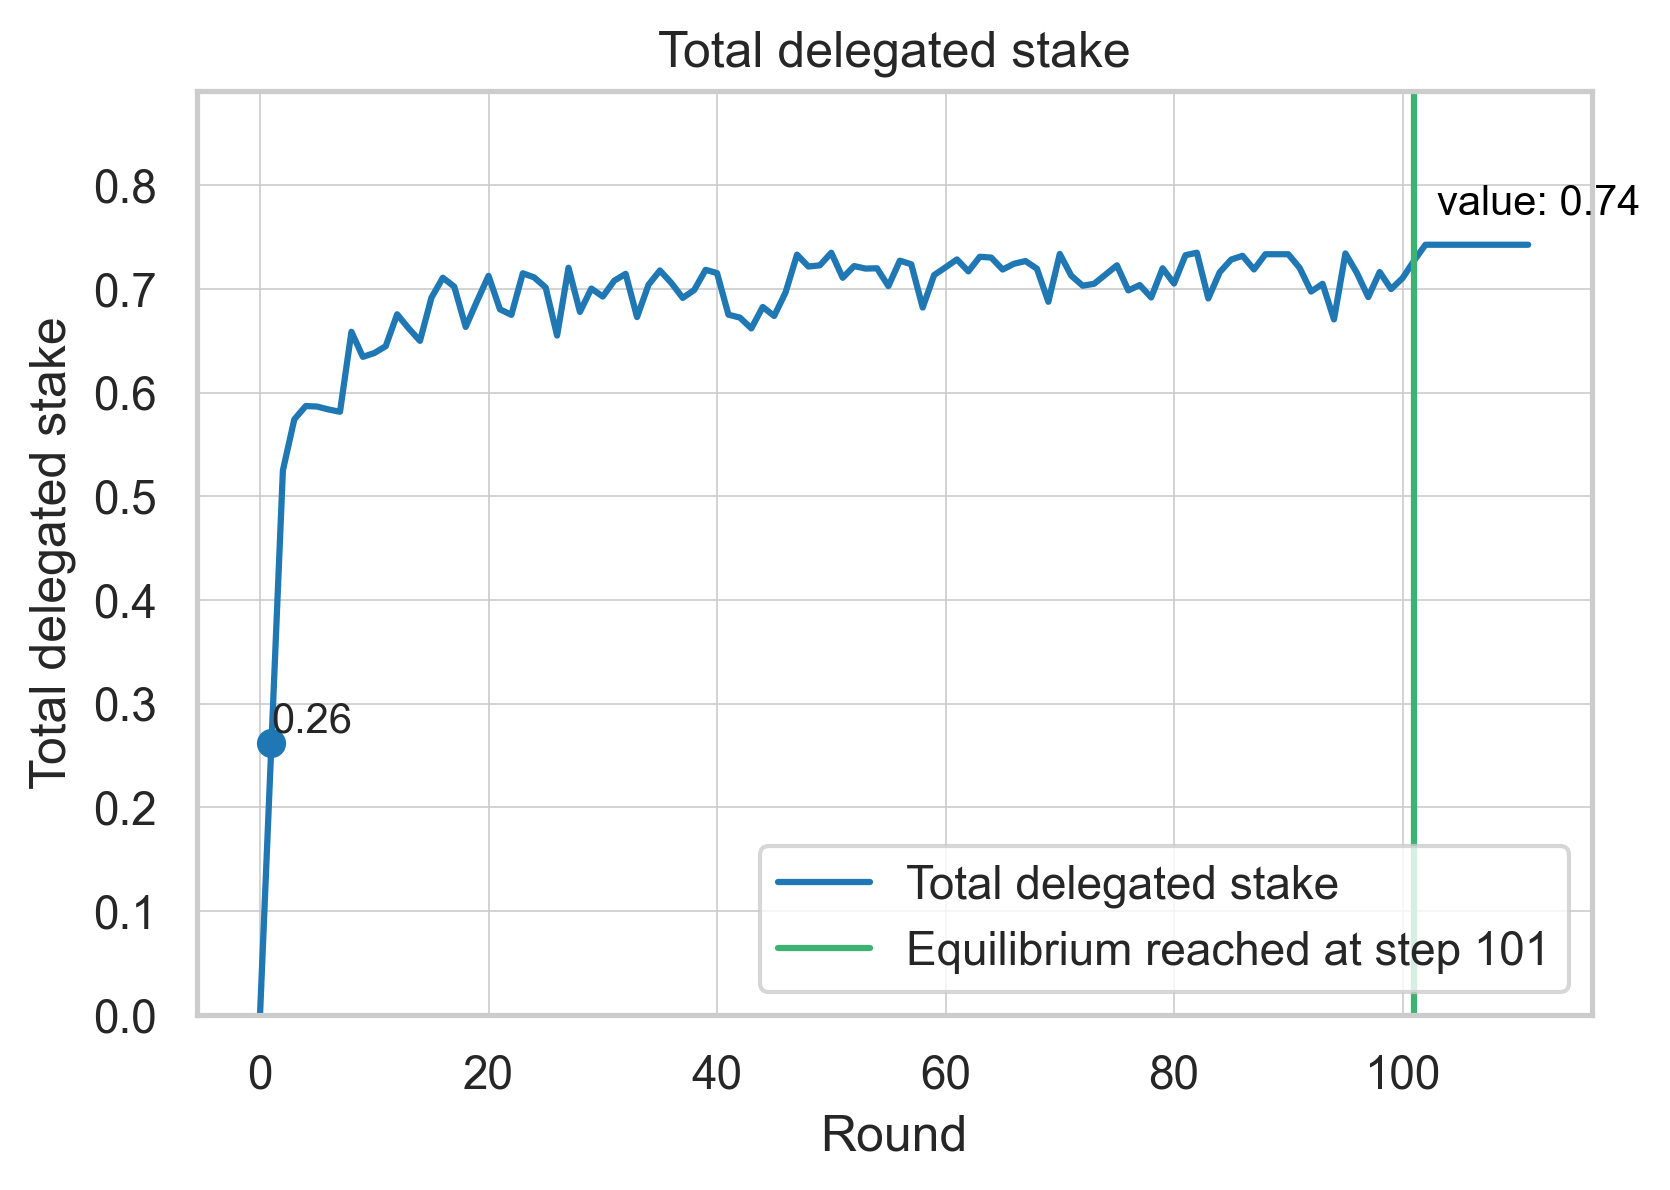 Total delegated stake
Total delegated stake
0.8
0.7
0.6
0.5
0.4
0.3
0.2
0.1
0.0
value: 0.74
0.26
Total delegated stake
Equilibrium reached at step 101
0 20 40 60 80 100
Round